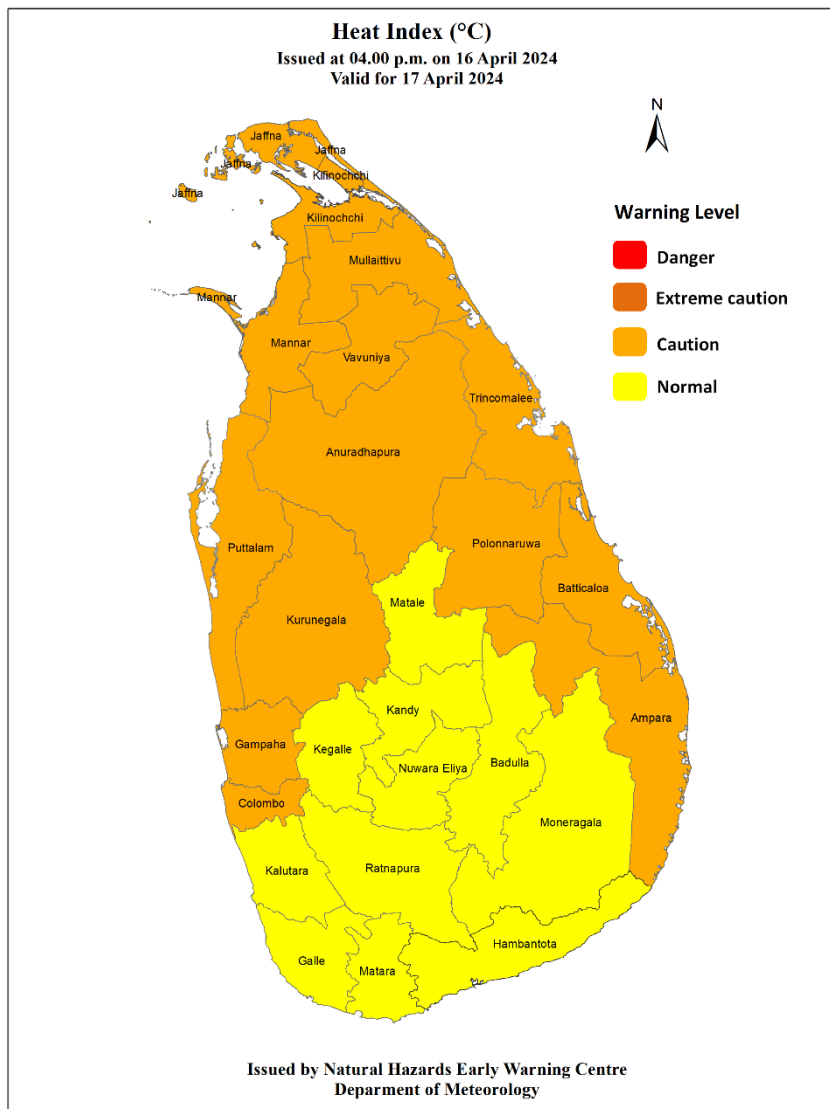 Heat Index (°C)
Issued at 04.00 p.m. on 16 April 2024
Valid for 17 April 2024
N
Jaffna
Jaffna
Jaffna
Kilinochchi
Jaffna
Kilinochchi
Mullaittivu
Mannar
Mannar
Vavuniya
Trincomalee
Anuradhapura
Puttalam
Polonnaruwa
Batticaloa
Matale
Kurunegala
Kandy
Ampara
Gampaha
Kegalle
Nuwara Eliya
Badulla
Colombo
Moneragala
Kalutara
Ratnapura
Hambantota
Galle
Matara
Warning Level
Danger
Extreme caution
Caution
Normal
Issued by Natural Hazards Early Warning Centre
Deparment of Meteorology